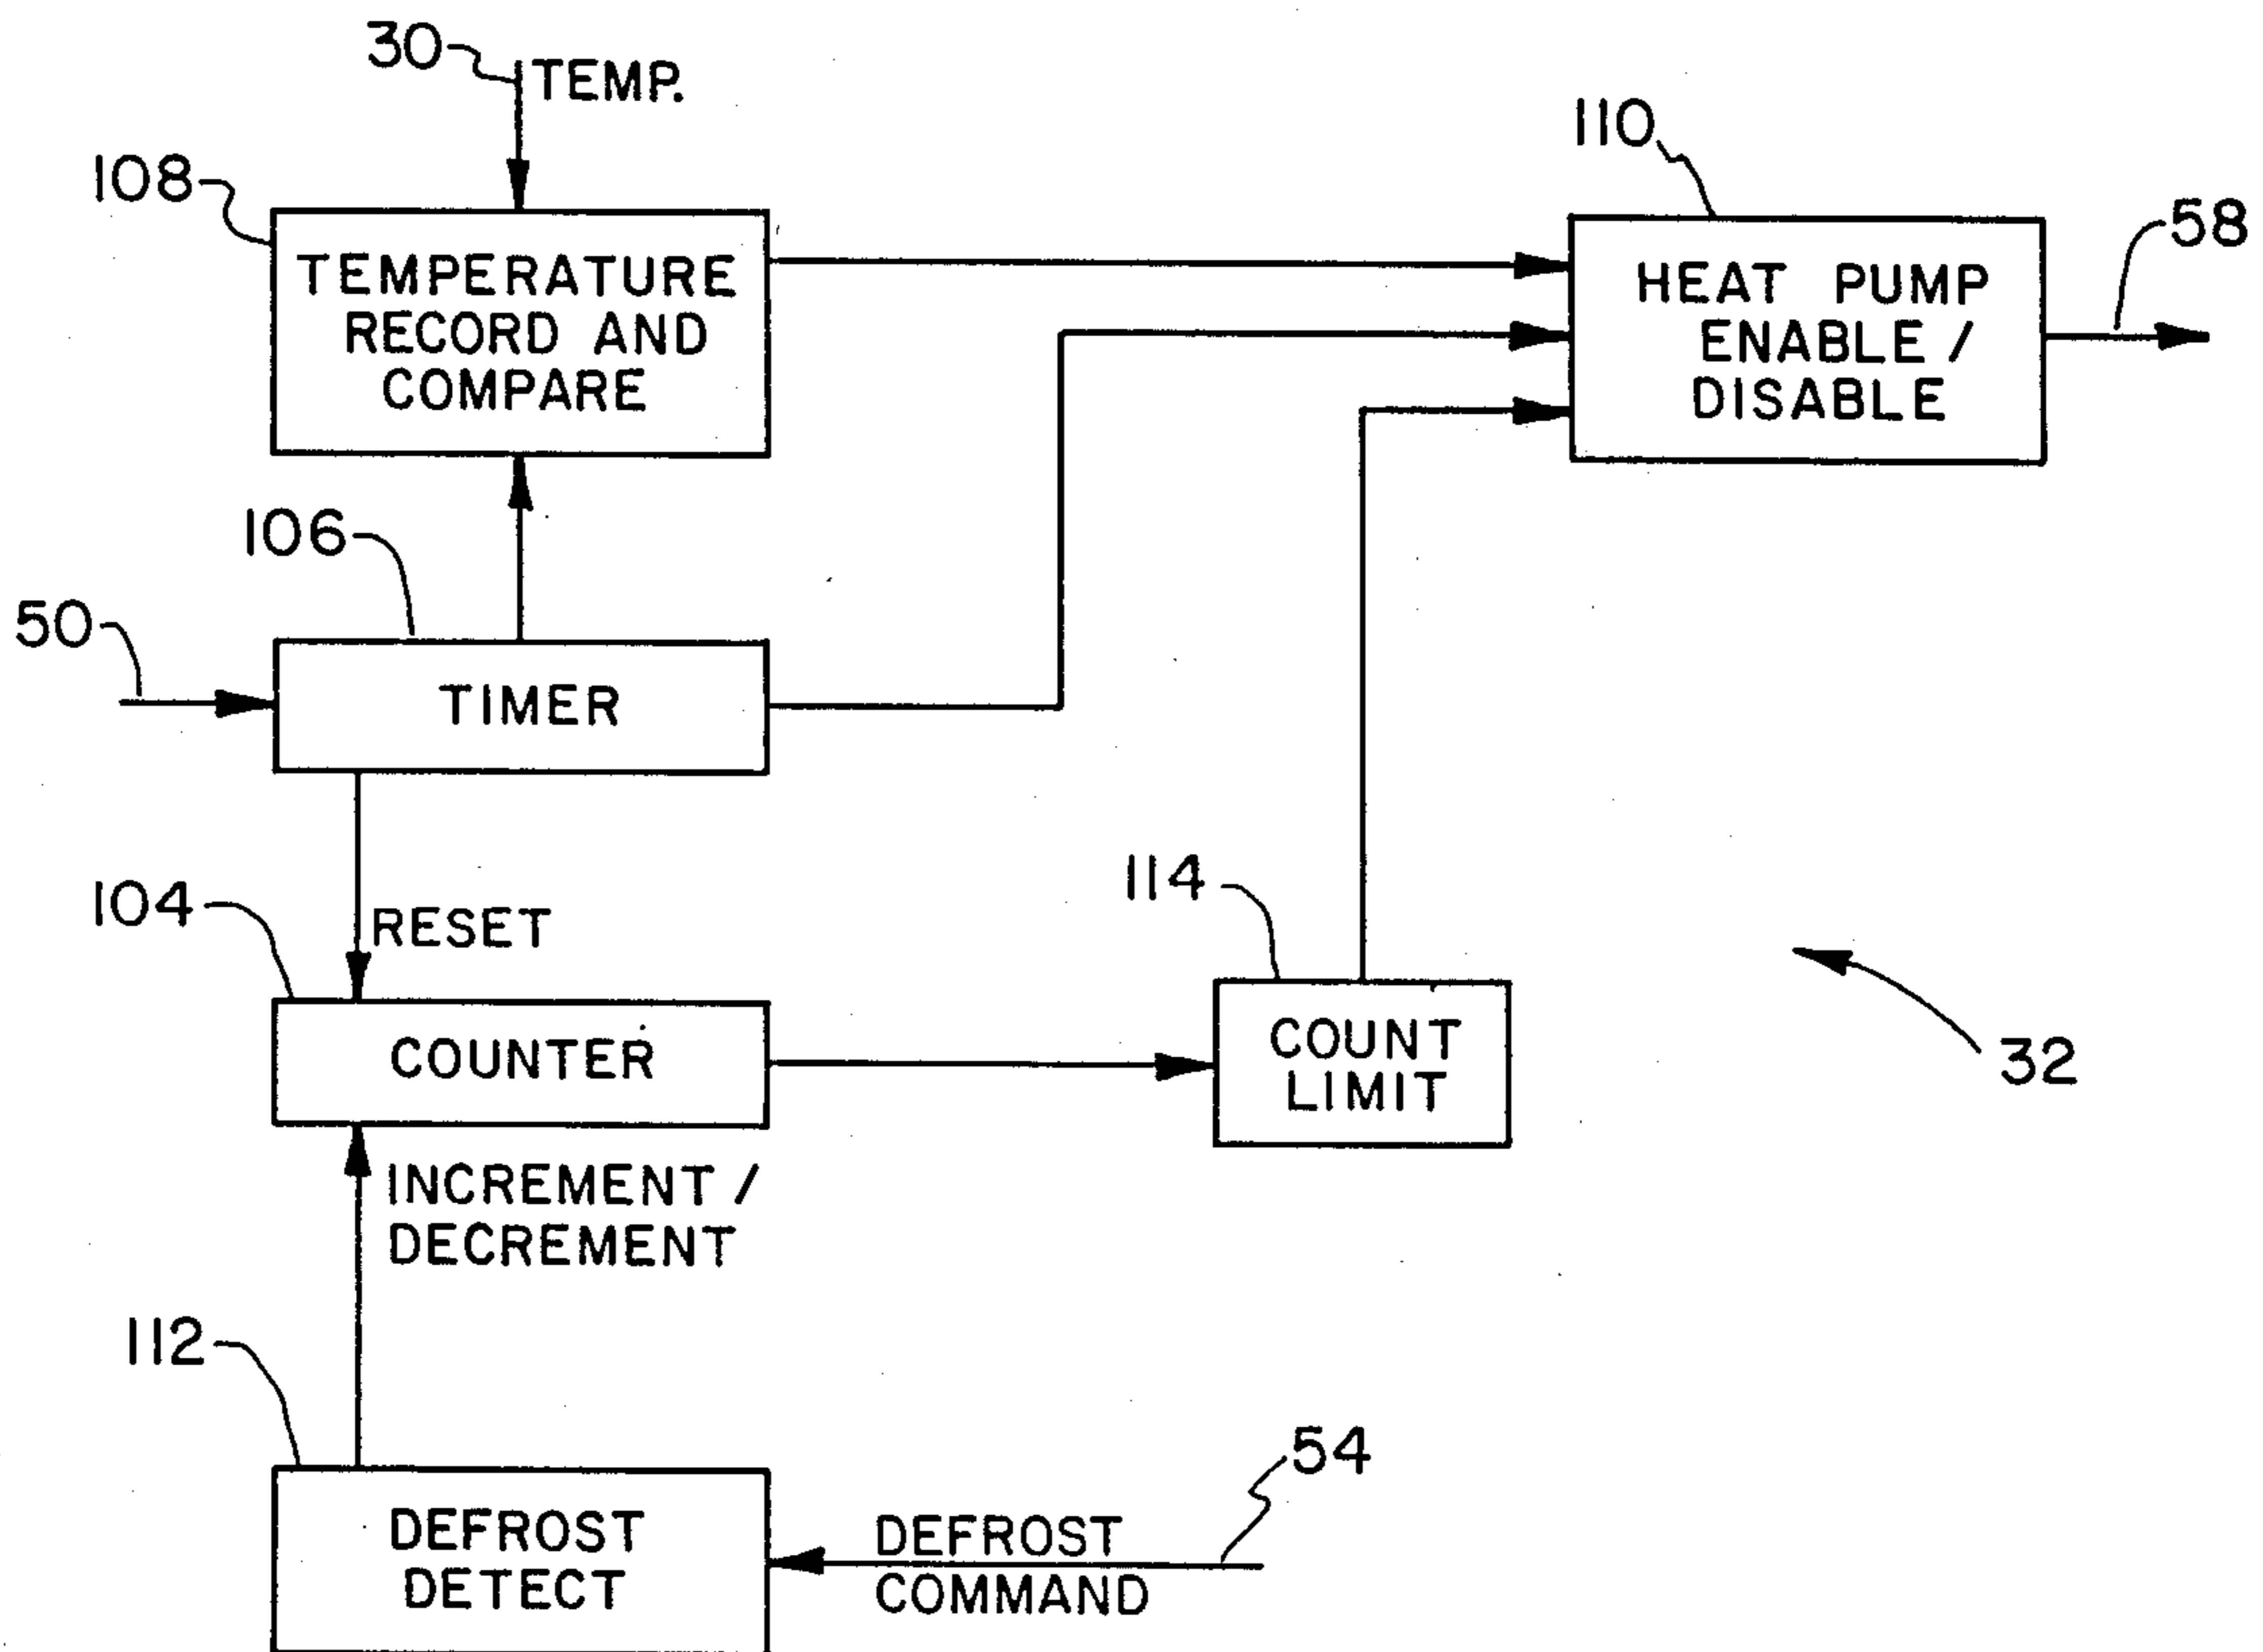 30
TEMP.
108
110
58
TEMPERATURE
RECORD AND
COMPARE
HEAT PUMP
ENABLE /
DISABLE
106
50
TIMER
104
RESET
114
COUNTER
COUNT
LIMIT
32
INCREMENT /
DECREMENT
112
54
DEFROST
DETECT
DEFROST
COMMAND